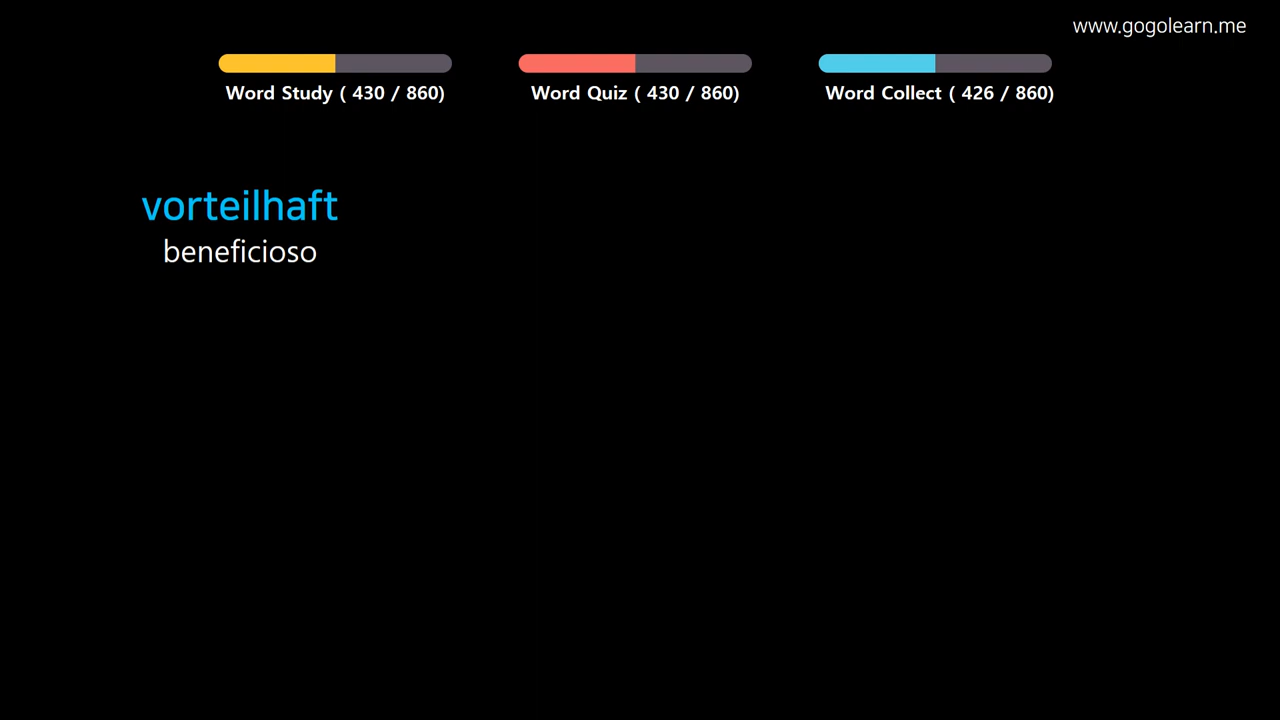 www.gogolearn.me
Word Study ( 430 / 860)
Word Quiz ( 430 / 860)
Word Collect ( 426 / 860)
vorteilhaft
beneficioso